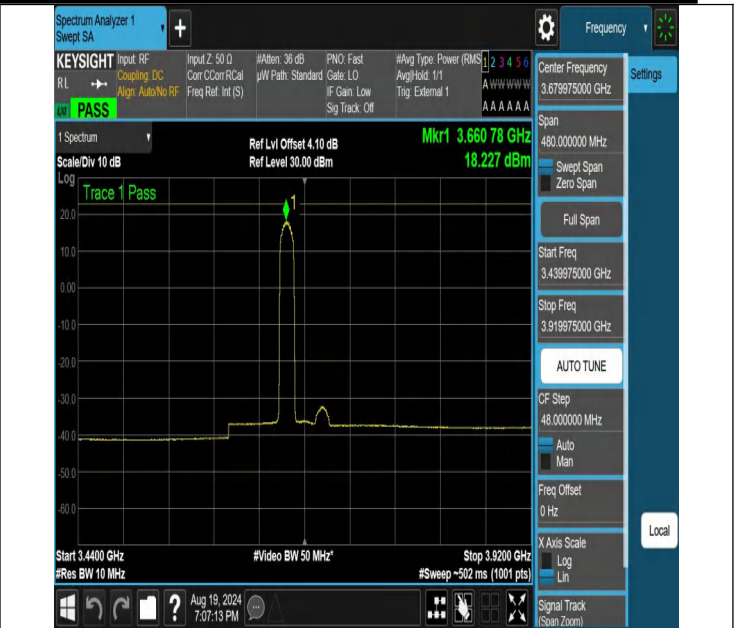 Spectrum Analyzer 1
Swept SA
+
Frequency
KEYSIGHT
RL
PASS
Input: RF
Coupling: DC
Align: Auto/No RF
Input Z: 50 Ω
Corr CCorr RCal
Freq Ref: Int (S)
#Atten: 36 dB
µW Path: Standard
PNO: Fast
Gate: LO
IF Gain: Low
Sig Track: Off
#Avg Type: Power (RMS
Avg|Hold: 1/1
Trig: External 1
1 2 3 4 5 6
A W W W W W
A A A A A A
1 Spectrum
Scale/Div 10 dB
Log
Ref Lvl Offset 4.10 dB
Ref Level 30.00 dBm
Mkr1 3.660 78 GHz
18.227 dBm
Trace 1 Pass
1
20.0
10.0
0.00
-10.0
-20.0
-30.0
-40.0
-50.0
-60.0
Start 3.4400 GHz
#Res BW 10 MHz
#Video BW 50 MHz*
Stop 3.9200 GHz
#Sweep ~502 ms (1001 pts)
?
Aug 19, 2024
7:07:13 PM
Center Frequency
3.679975000 GHz
Span
480.000000 MHz
Swept Span
Zero Span
Full Span
Start Freq
3.439975000 GHz
Stop Freq
3.919975000 GHz
AUTO TUNE
CF Step
48.000000 MHz
Auto
Man
Freq Offset
0 Hz
X Axis Scale
Log
Lin
Signal Track
(Span Zoom)
Settings
Local